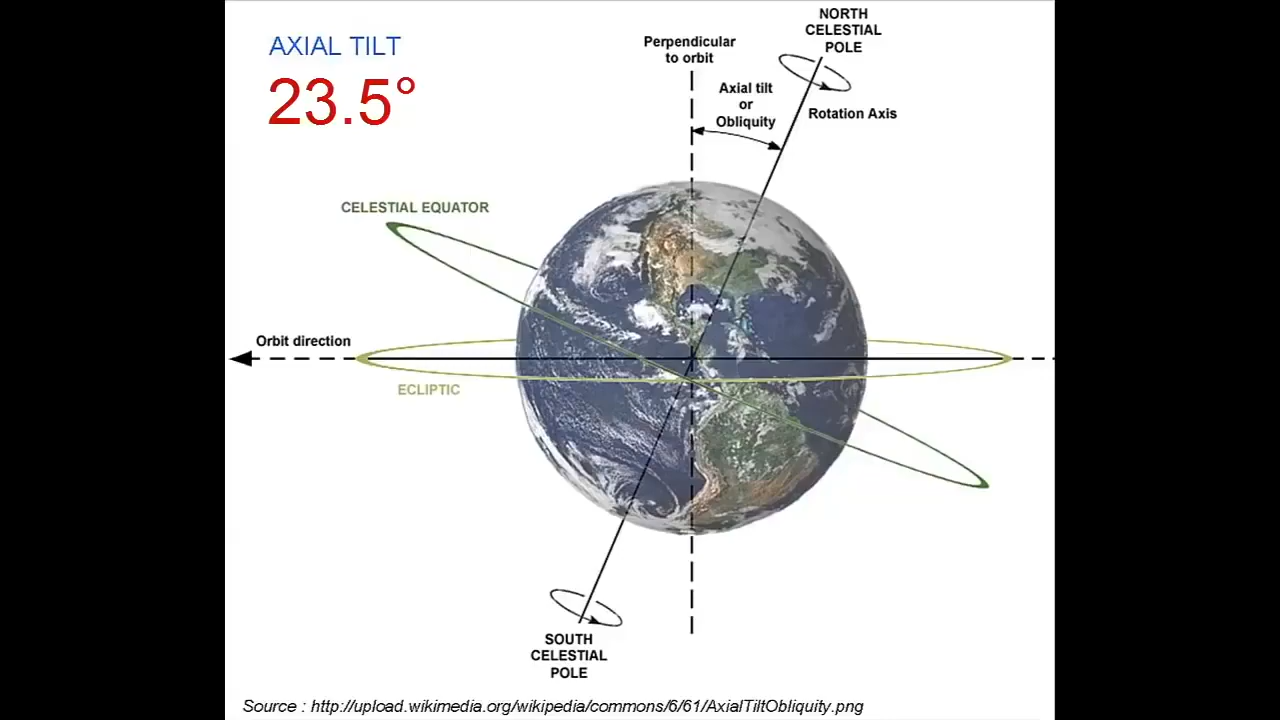 AXIAL TILT
23.5°
NORTH
CELESTIAL
POLE
Perpendicular
to orbit
Axial tilt
or
Obliquity
Rotation Axis
CELESTIAL EQUATOR
Orbit direction
ECLIPTIC
SOUTH
CELESTIAL
POLE
Source : http://upload.wikimedia.org/wikipedia/commons/6/61/AxialTiltObliquity.png